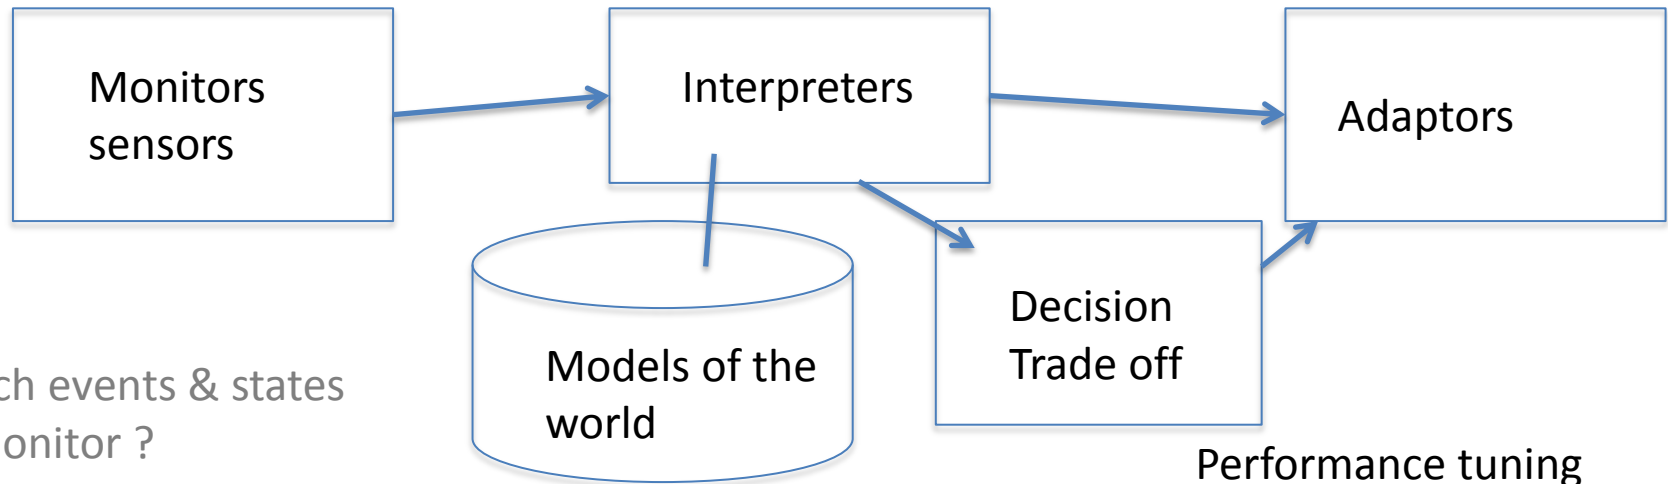 Monitors
sensors
Interpreters
Adaptors
Models of the
world
Decision
Trade off
ch events & states
onitor ?
Performance tuning